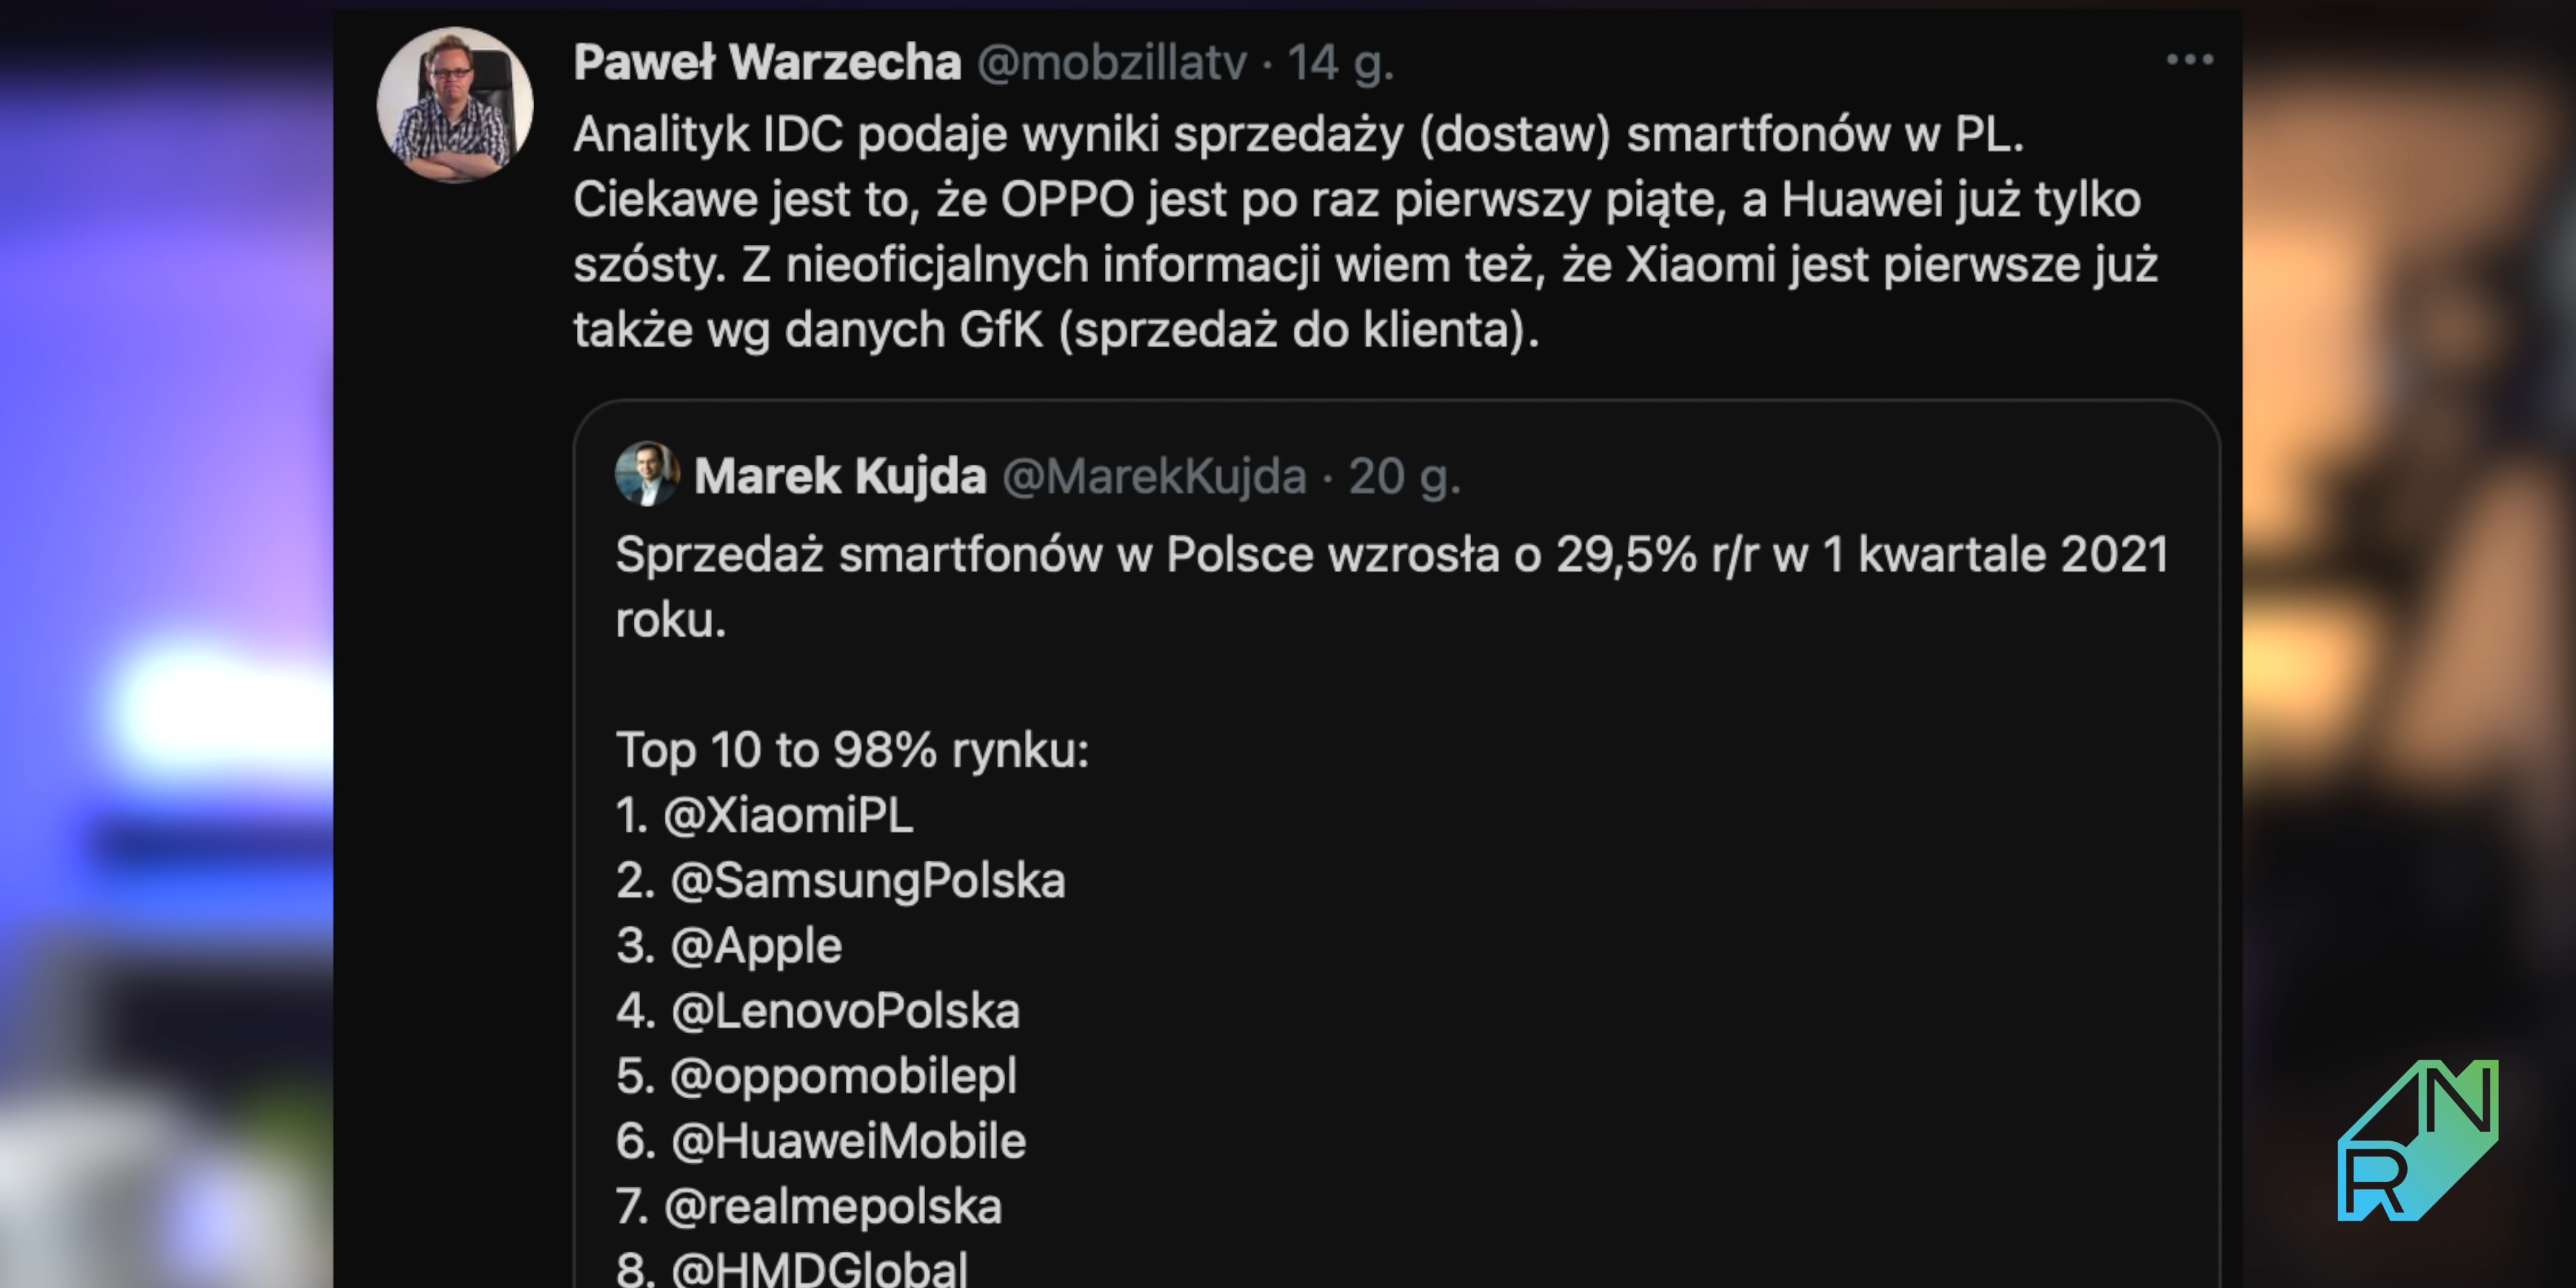 Paweł Warzecha @mobzillatv · 14 g.
Analityk IDC podaje wyniki sprzedaży (dostaw) smartfonów w PL.
Ciekawe jest to, że OPPO jest po raz pierwszy piąte, a Huawei już tylko
szósty. Z nieoficjalnych informacji wiem też, że Xiaomi jest pierwsze już
także wg danych GfK (sprzedaż do klienta).
Marek Kujda @MarekKujda · 20 g.
Sprzedaż smartfonów w Polsce wzrosła o 29,5% r/r w 1 kwartale 2021
roku.
Top 10 to 98% rynku:
1. @XiaomiPL
2. @SamsungPolska
3. @Apple
4. @LenovoPolska
5. @oppomobilepl
6. @HuaweiMobile
7. @realmepolska
8. @HMDGlobal
RN